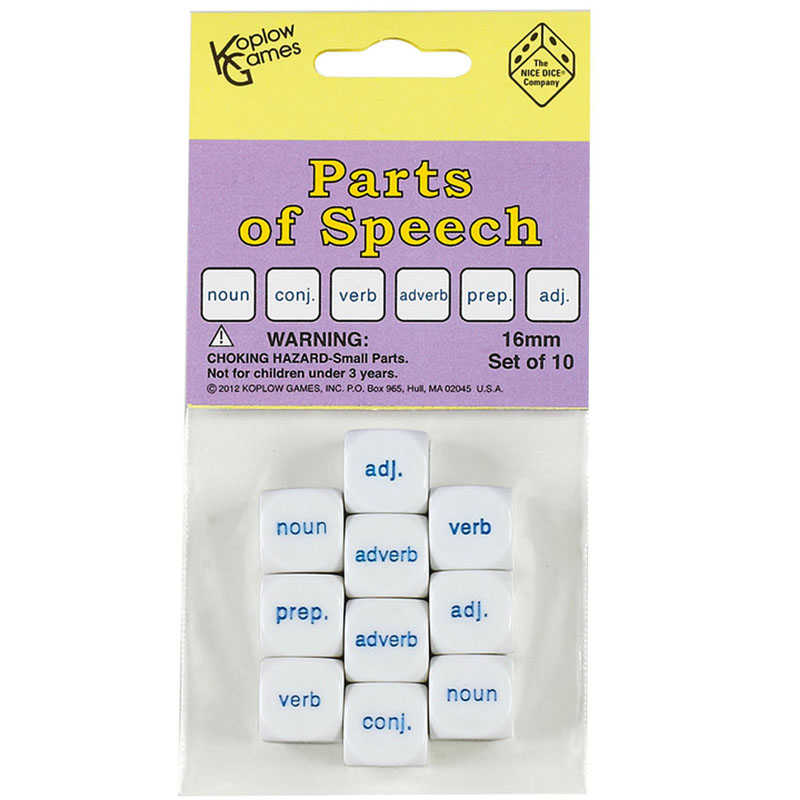 Koplow
Games
The
NICE DICE®
Company
Parts
of Speech
noun conj. verb adverb prep. adj.
WARNING:
CHOKING HAZARD-Small Parts.
Not for children under 3 years.
16mm
Set of 10
© 2012 KOPLOW GAMES, INC. P.O. Box 965, Hull, MA 02045 U.S.A.
adj.
noun
verb
adverb
prep.
adj.
adverb
verb
noun
conj.